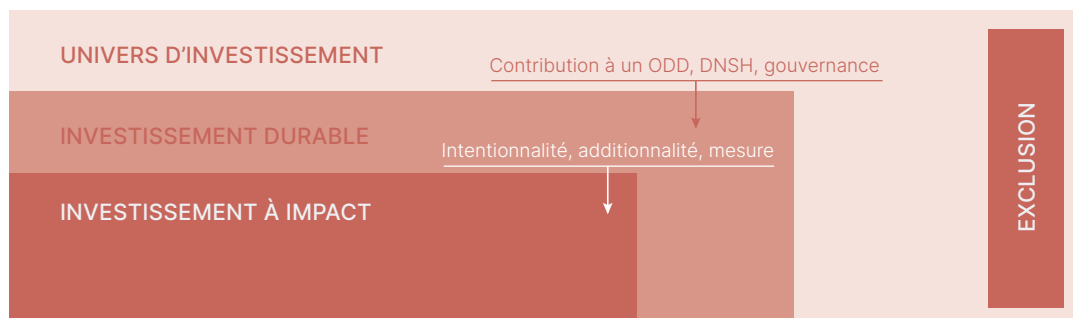 UNIVERS D’INVESTISSEMENT
Contribution à un ODD, DNSH, gouvernance
INVESTISSEMENT DURABLE
Intentionnalité, additionnalité, mesure
INVESTISSEMENT À IMPACT
EXCLUSION